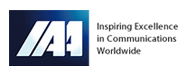 IAA
Inspiring Excellence
in Communications
Worldwide